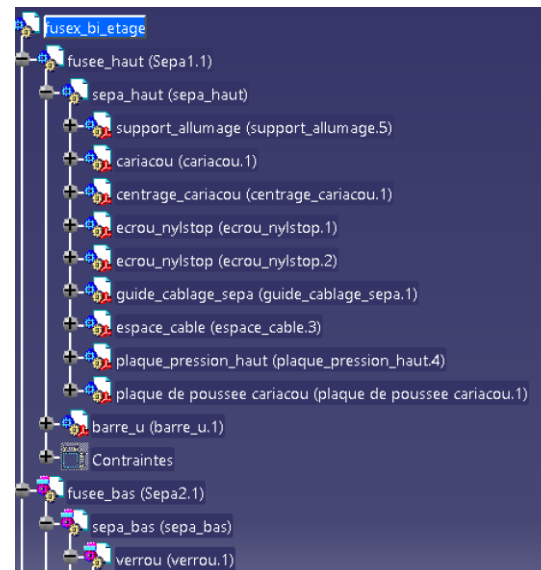 fusex_bi_etage
fusee_haut (Sepa1.1)
sepa_haut (sepa_haut)
support_allumage (support_allumage.5)
cariacou (cariacou.1)
centrage_cariacou (centrage_cariacou.1)
ecrou_nylstop (ecrou_nylstop.1)
ecrou_nylstop (ecrou_nylstop.2)
guide_cablage_sepa (guide_cablage_sepa.1)
espace_cable (espace_cable.3)
plaque_pression_haut (plaque_pression_haut.4)
plaque de poussee cariacou (plaque de poussee cariacou.1)
barre_u (barre_u.1)
Contraintes
fusee_bas (Sepa2.1)
sepa_bas (sepa_bas)
verrou (verrou.1)